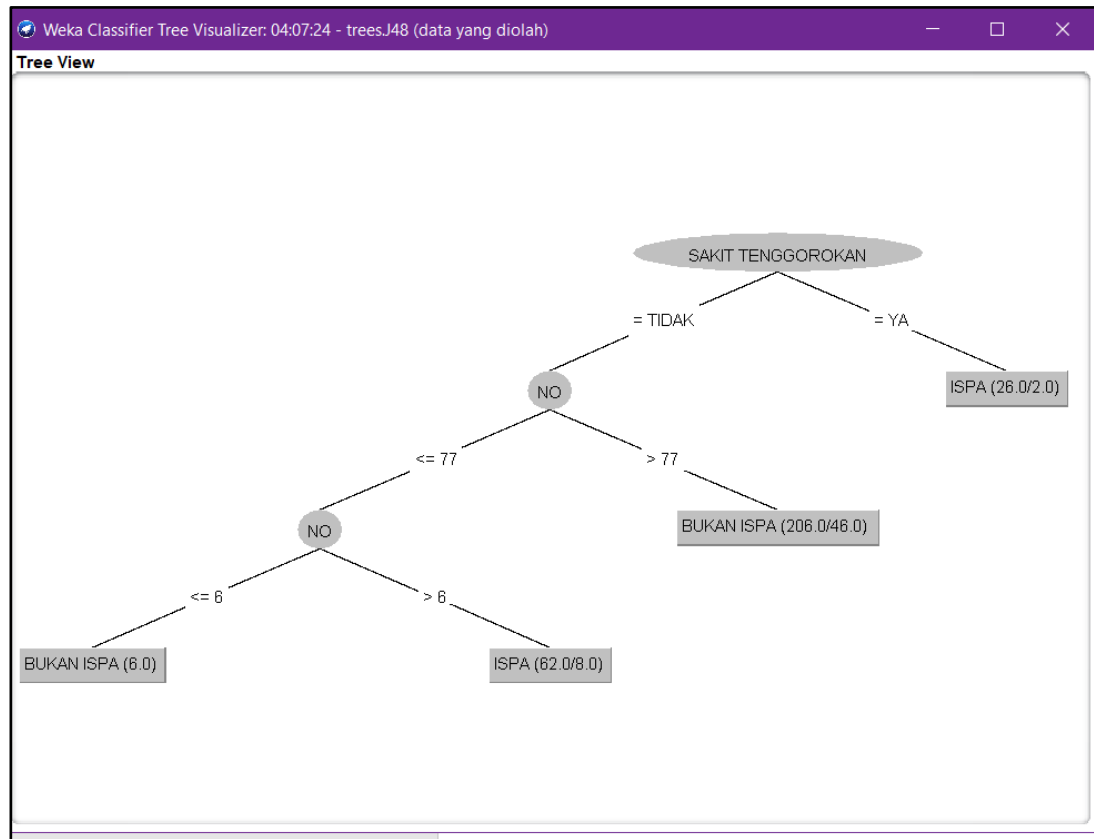 Weka Classifier Tree Visualizer: 04:07:24 - trees.J48 (data yang diolah)
Tree View
SAKIT TENGGOROKAN
= TIDAK
= YA
NO
ISPA (26.0/2.0)
<= 77
> 77
NO
BUKAN ISPA (206.0/46.0)
<= 6
> 6
BUKAN ISPA (6.0)
ISPA (62.0/8.0)